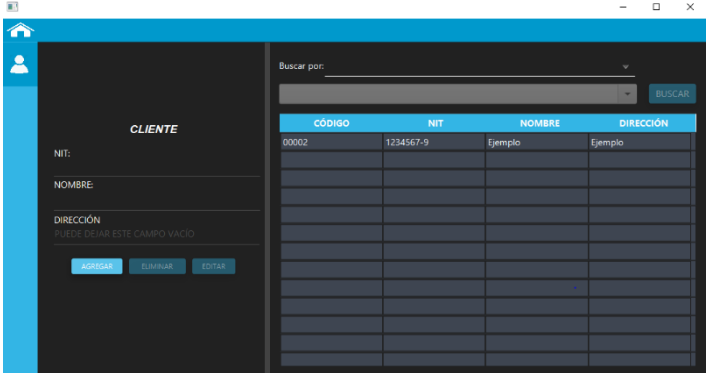 CLIENTE
NIT:
NOMBRE:
DIRECCIÓN
PUEDE DEJAR ESTE CAMPO VACÍO
AGREGAR ELIMINAR EDITAR
Buscar por:
BUSCAR
CÓDIGO NIT NOMBRE DIRECCIÓN
00002 1234567-9 Ejemplo Ejemplo